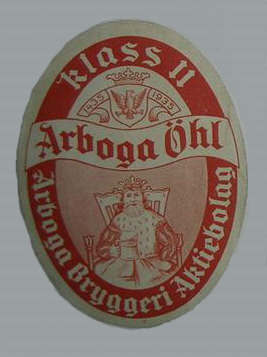 Klass II
1435 1935
Arboga Öhl
Arboga Bryggeri Aktiebolag